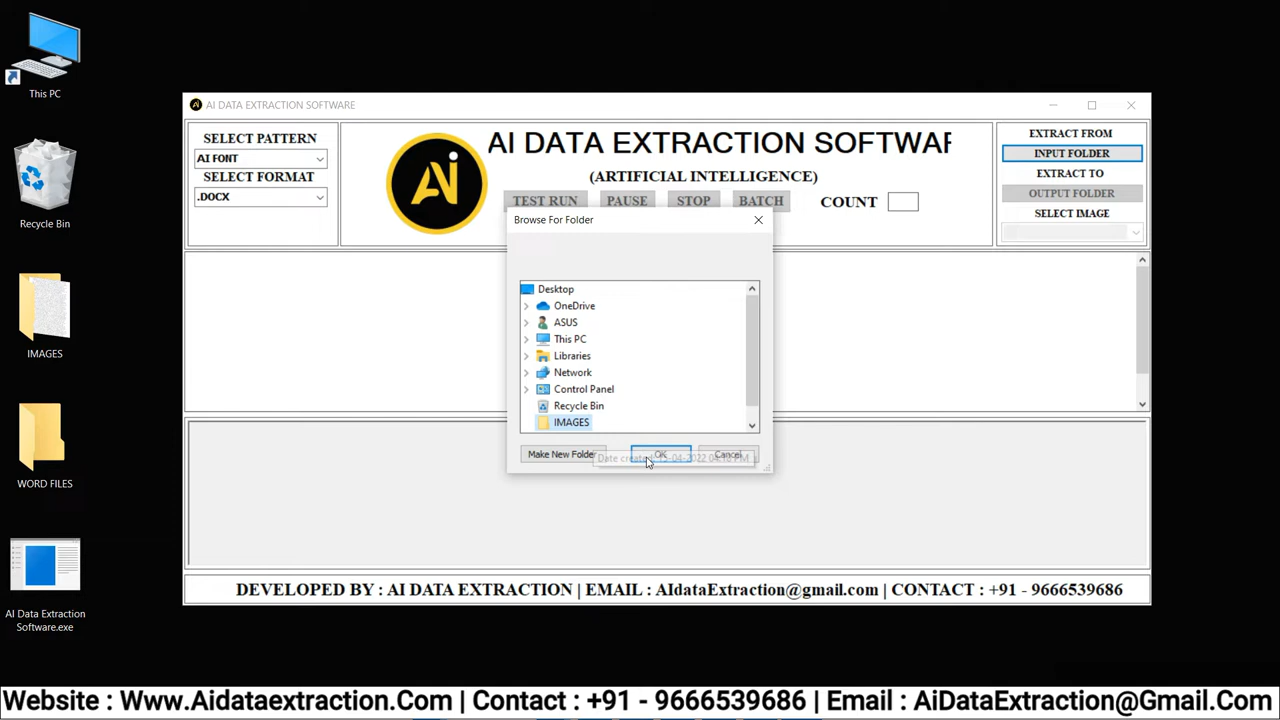 This PC
Recycle Bin
IMAGES
WORD FILES
AI Data Extraction
Software.exe
AI DATA EXTRACTION SOFTWARE
SELECT PATTERN
AI FONT
SELECT FORMAT
.DOCX
AI
AI DATA EXTRACTION SOFTWAR
(ARTIFICIAL INTELLIGENCE)
TEST RUN PAUSE STOP BATCH COUNT
EXTRACT FROM
INPUT FOLDER
EXTRACT TO
OUTPUT FOLDER
SELECT IMAGE
Browse For Folder
Desktop
OneDrive
ASUS
This PC
Libraries
Network
Control Panel
Recycle Bin
IMAGES
Make New Folder OK Cancel
DEVELOPED BY : AI DATA EXTRACTION | EMAIL : AIdataExtraction@gmail.com | CONTACT : +91 - 9666539686
Website : Www.Aidataextraction.Com | Contact : +91 - 9666539686 | Email : AiDataExtraction@Gmail.Com